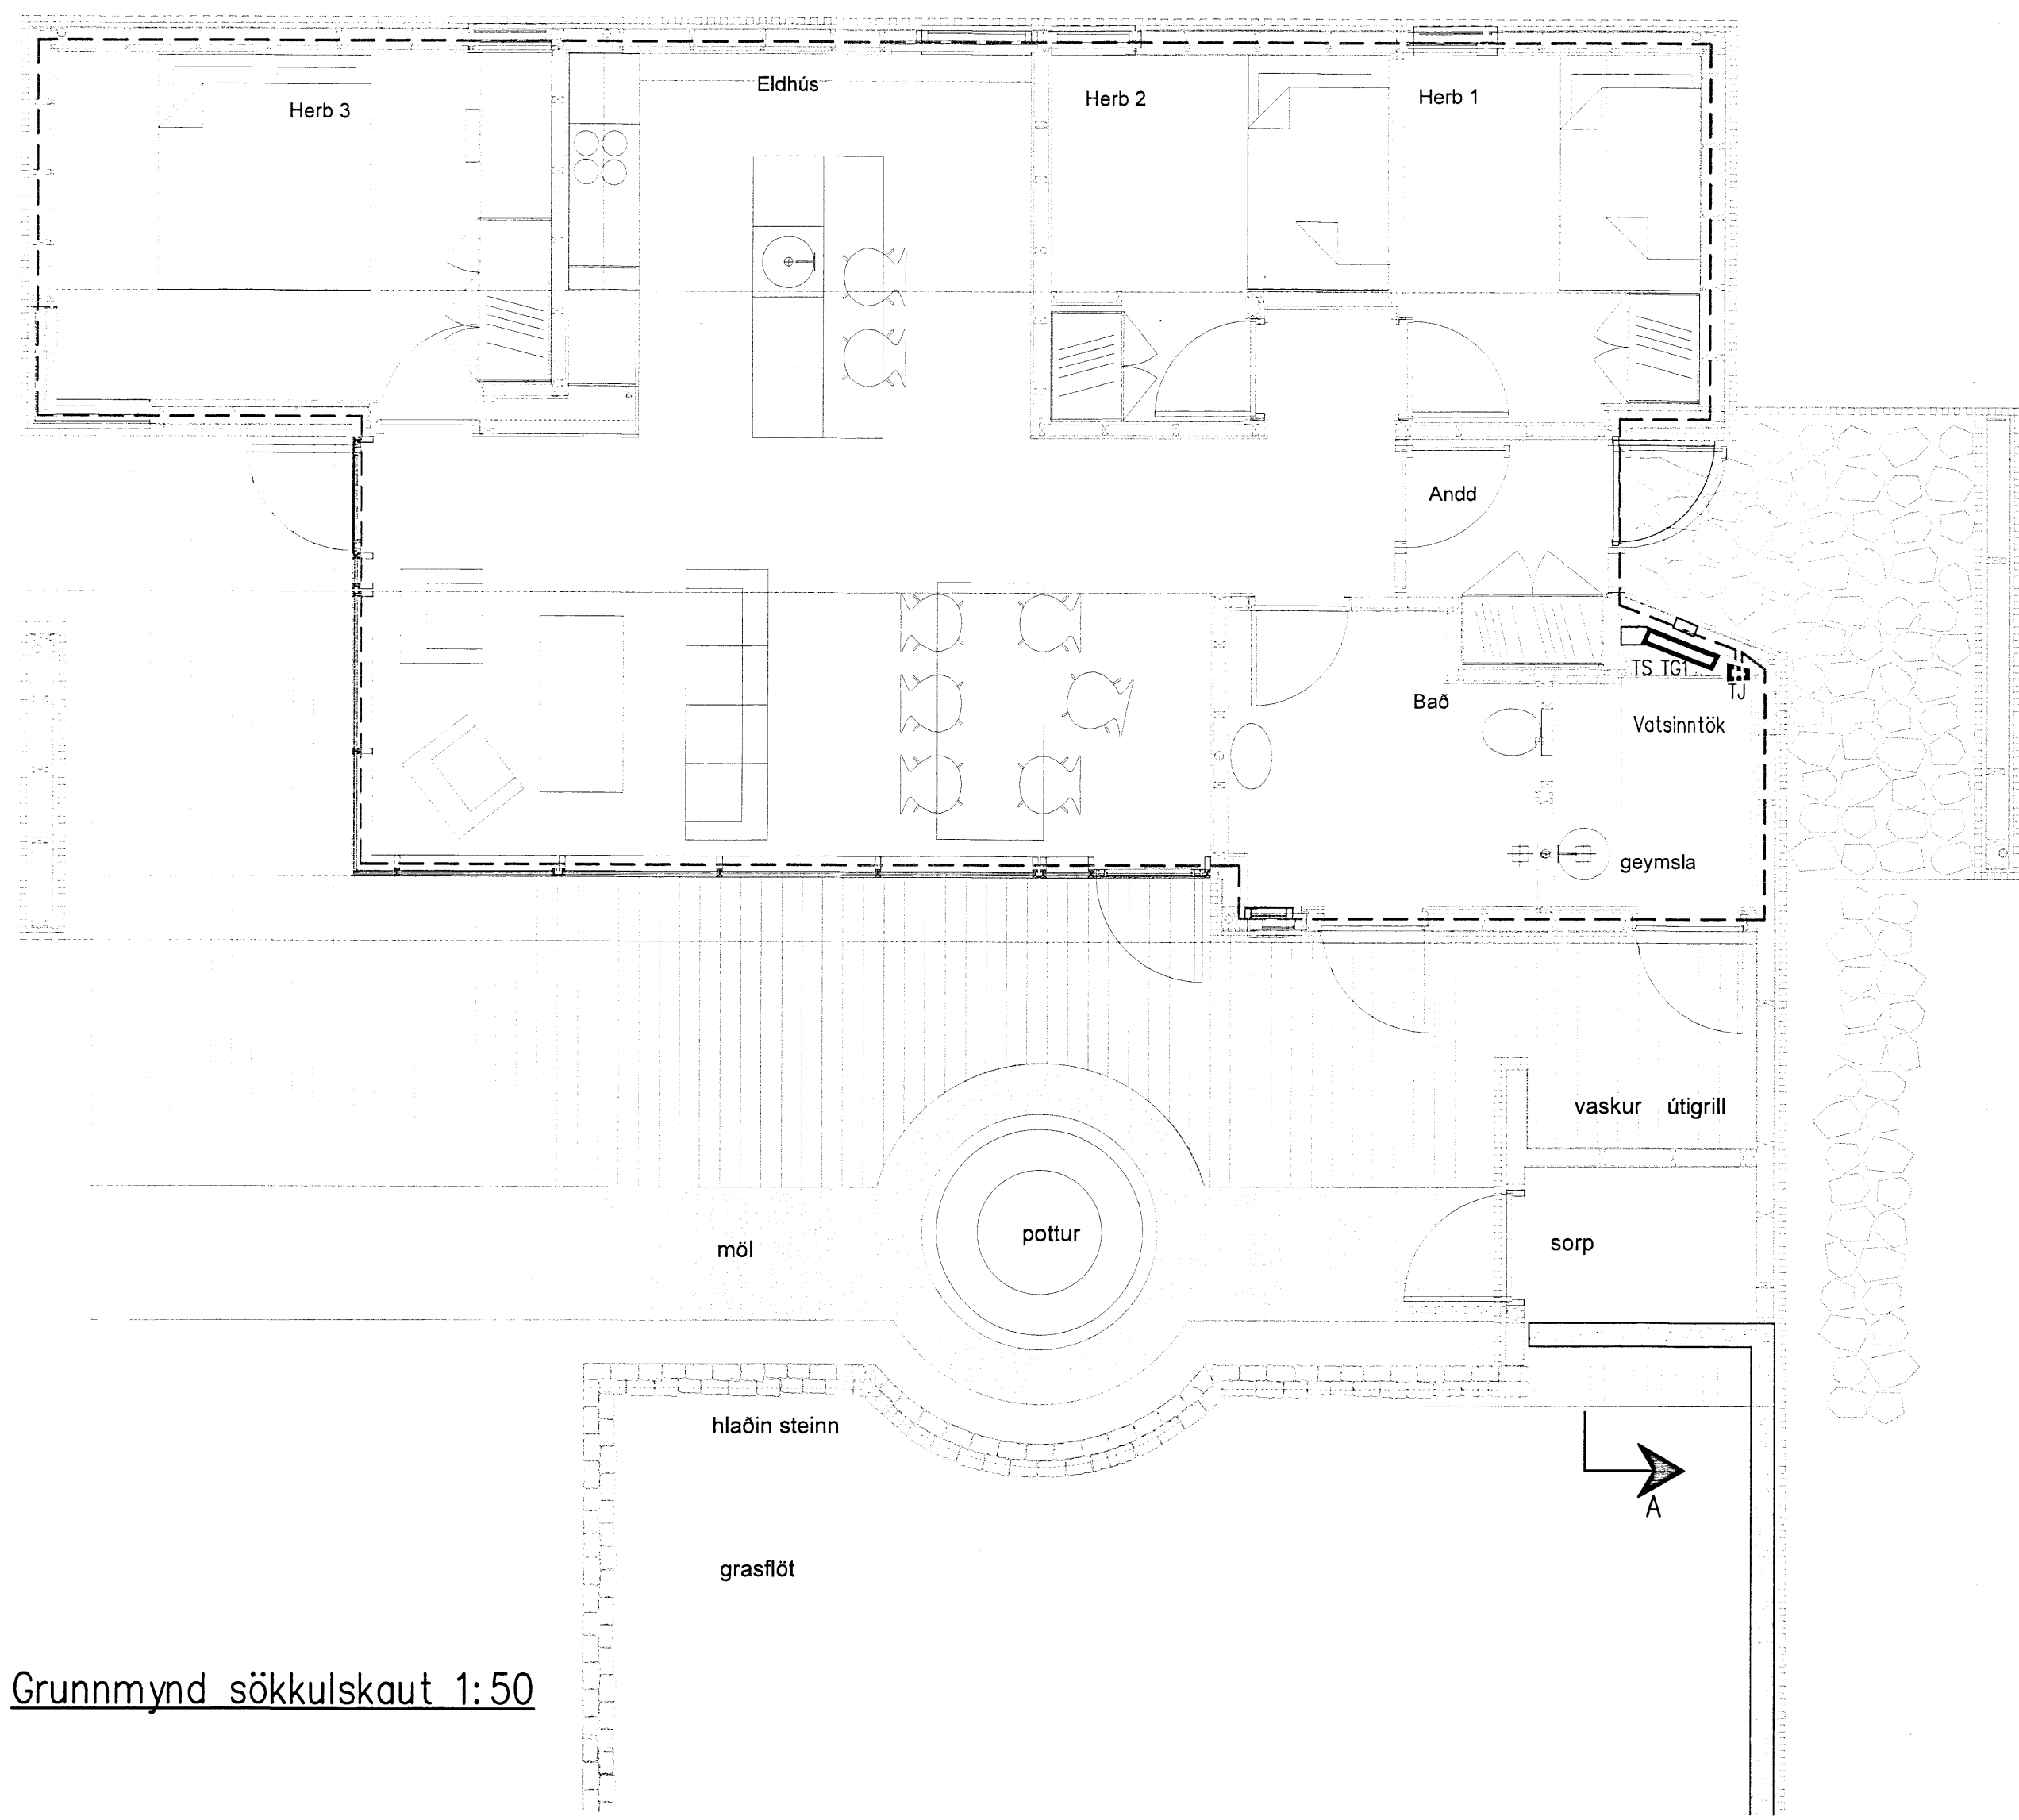 Eldhús
Herb 3
Herb 2
Herb 1
Andd
TS TG1
TJ
Bað
Vatsinntök
geymsla
vaskur útigrill
möl
pottur
sorp
hlaðin steinn
A
grasflöt
Grunnmynd sökkulskaut 1:50